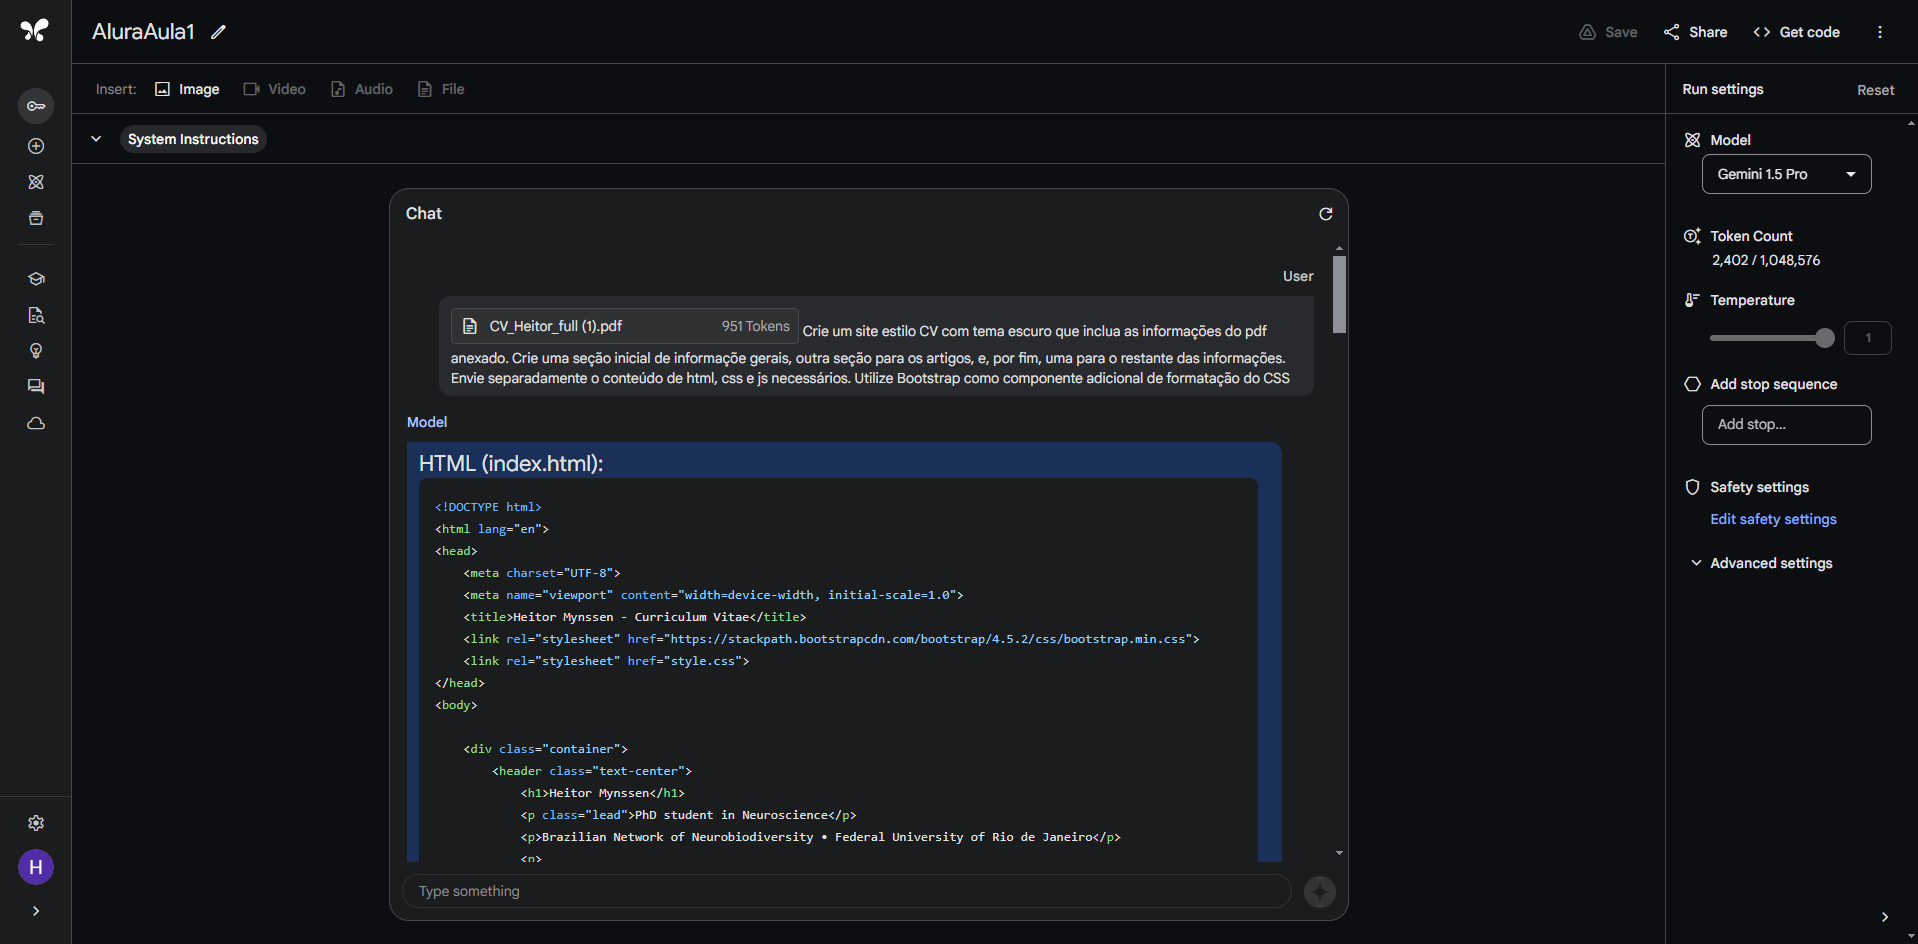 AluraAula1
Save
Share
Get code
Insert:
Image
Video
Audio
File
Run settings
Reset
System Instructions
Model
Gemini 1.5 Pro
Chat
Token Count
2,402 / 1,048,576
User
Temperature
1
CV_Heitor_full (1).pdf 951 Tokens Crie um site estilo CV com tema escuro que inclua as informações do pdf
anexado. Crie uma seção inicial de informaçõe gerais, outra seção para os artigos, e, por fim, uma para o restante das informações.
Envie separadamente o conteúdo de html, css e js necessários. Utilize Bootstrap como componente adicional de formatação do CSS
Add stop sequence
Add stop...
Model
HTML (index.html):
Safety settings
Edit safety settings
Advanced settings
<!DOCTYPE html>
<html lang="en">
<head>
<meta charset="UTF-8">
<meta name="viewport" content="width=device-width, initial-scale=1.0">
<title>Heitor Mynssen - Curriculum Vitae</title>
<link rel="stylesheet" href="https://stackpath.bootstrapcdn.com/bootstrap/4.5.2/css/bootstrap.min.css">
<link rel="stylesheet" href="style.css">
</head>
<body>
<div class="container">
<header class="text-center">
<h1>Heitor Mynssen</h1>
<p class="lead">PhD student in Neuroscience</p>
<p>Brazilian Network of Neurobiodiversity • Federal University of Rio de Janeiro</p>
<p>
H
Type something